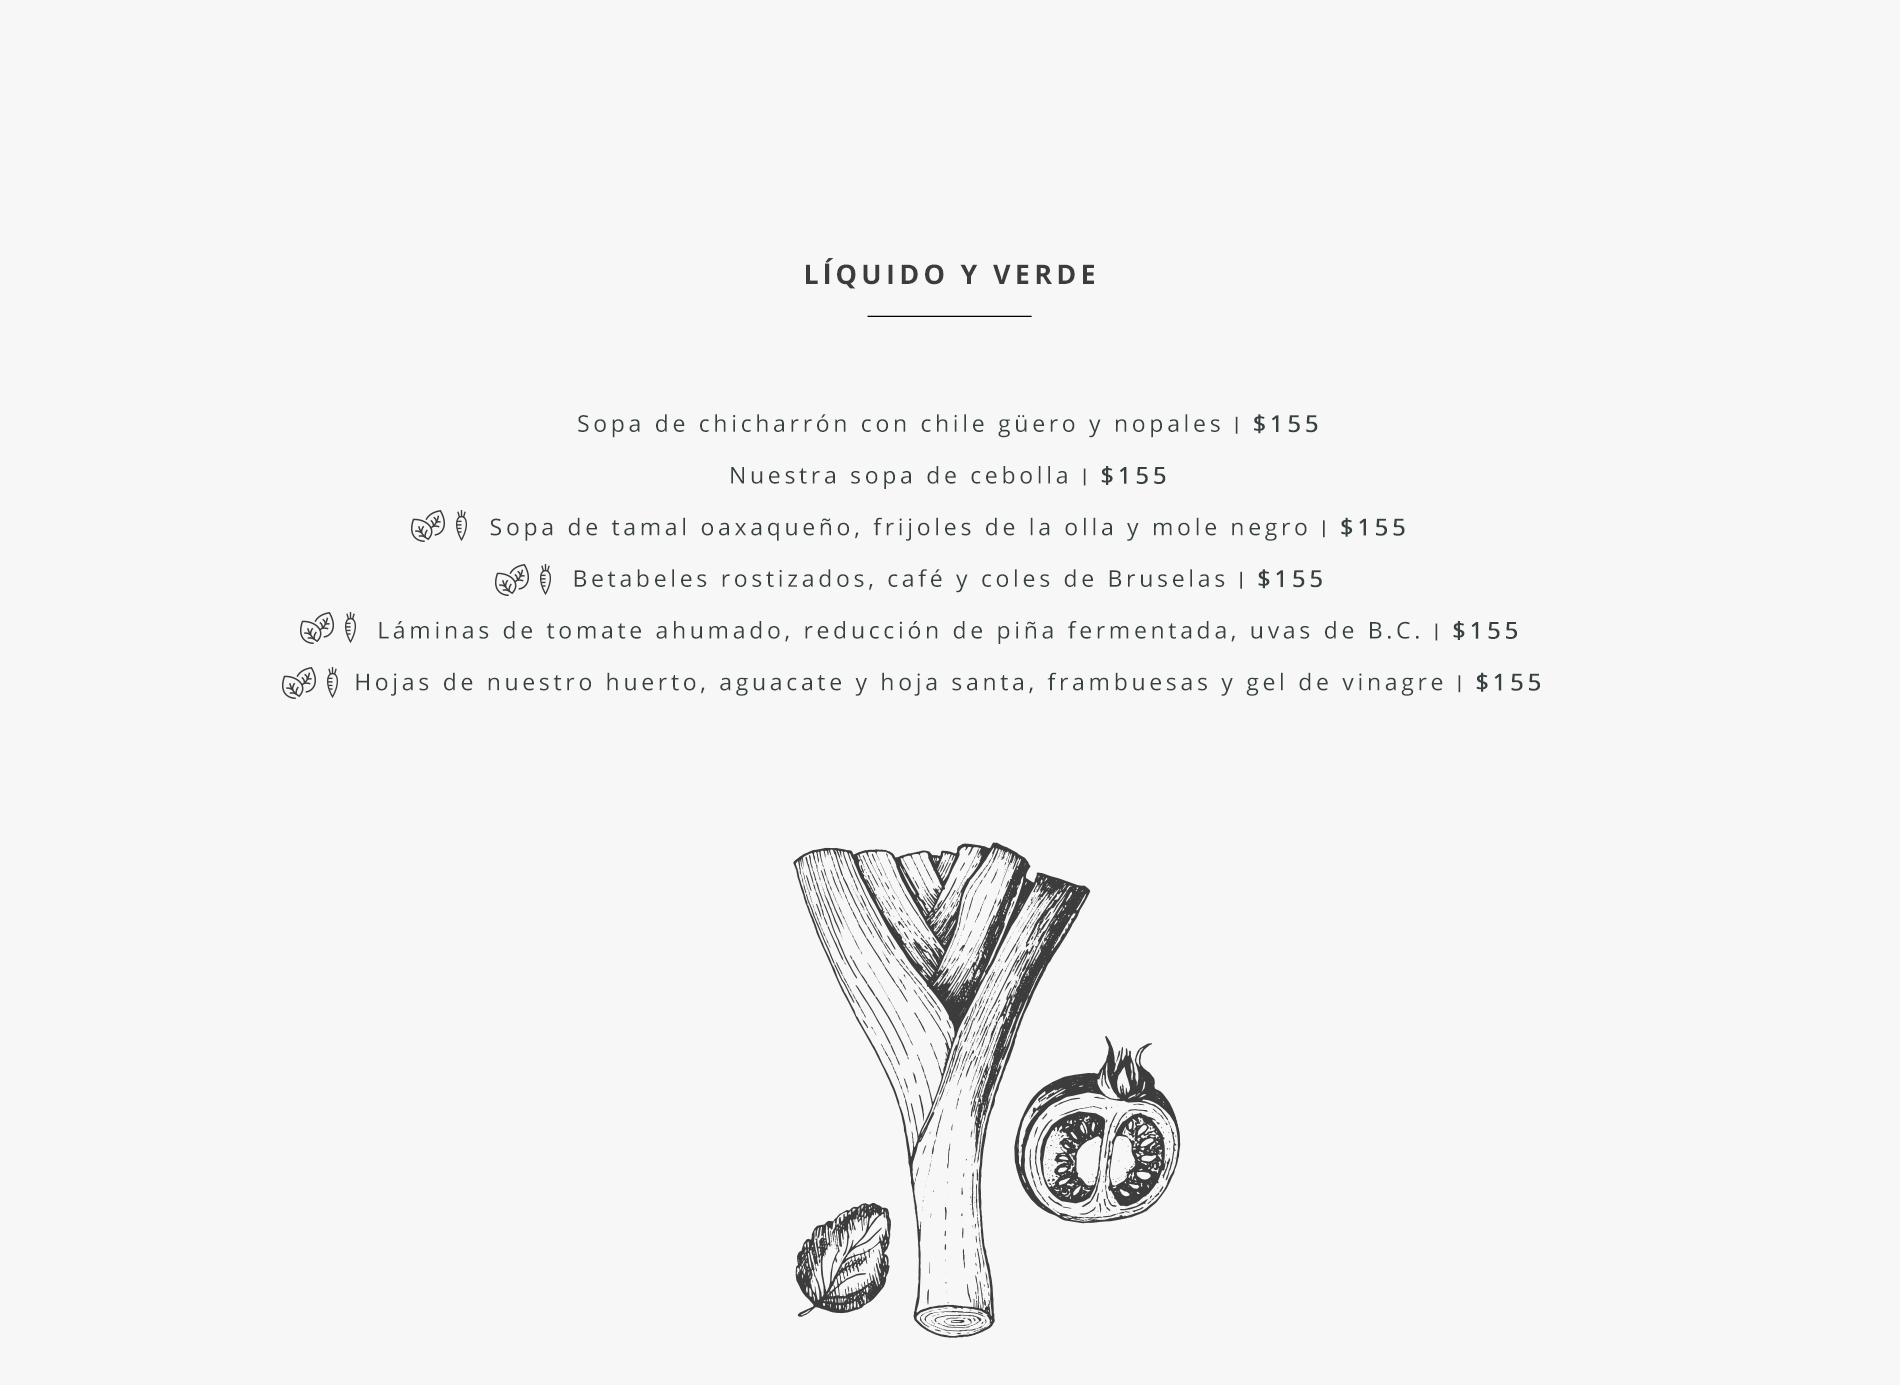 LÍQUIDO Y VERDE
Sopa de chicharrón con chile güero y nopales | $155
Nuestra sopa de cebolla | $155
Sopa de tamal oaxaqueño, frijoles de la olla y mole negro | $155
Betabeles rostizados, café y coles de Bruselas | $155
Láminas de tomate ahumado, reducción de piña fermentada, uvas de B.C. | $155
Hojas de nuestro huerto, aguacate y hoja santa, frambuesas y gel de vinagre | $155